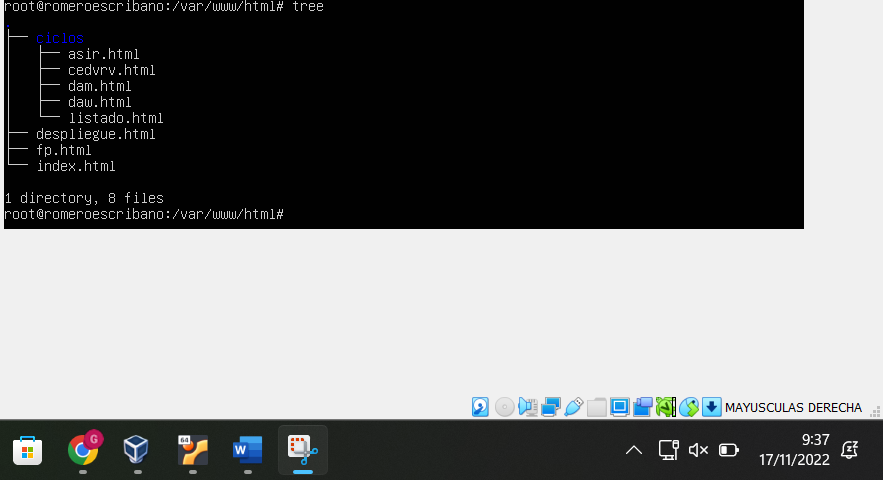 root@romeroescribano:/var/www/html# tree
.
├── ciclos
│   ├── asir.html
│   ├── cedvrv.html
│   ├── dam.html
│   ├── daw.html
│   └── listado.html
├── despliegue.html
├── fp.html
└── index.html
1 directory, 8 files
root@romeroescribano:/var/www/html#
MAYUSCULAS DERECHA
G
64
W
9:37
17/11/2022